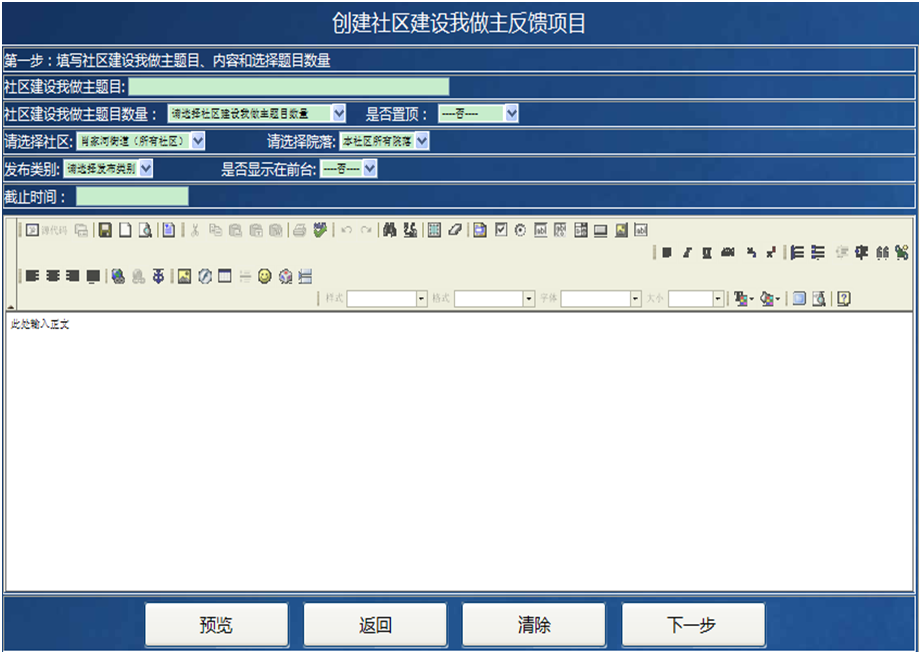 创建社区建设我做主反馈项目
第一步：填写社区建设我做主题目、内容和选择题目数量
社区建设我做主题目:
社区建设我做主题目数量： 请选择社区建设我做主题目数量 是否置顶： ----否----
请选择社区: 肖家河街道（所有社区） 请选择院落: 本社区所有院落
发布类别: 请选择发布类别 是否显示在前台: ----否----
截止时间：
源代码
样式 格式 字体 大小
此处输入正文
预览 返回 清除 下一步